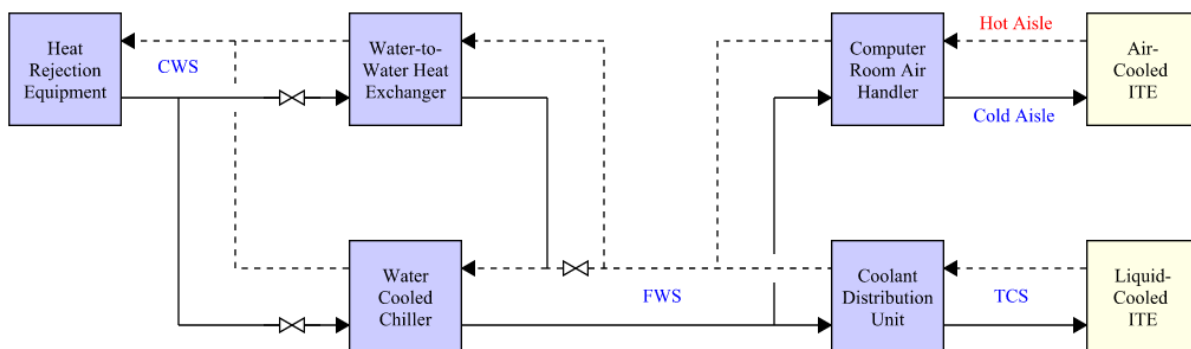 Heat
Rejection
Equipment
CWS
Water-to-
Water Heat
Exchanger
Computer
Room Air
Handler
Hot Aisle
Cold Aisle
Air-
Cooled
ITE
Water
Cooled
Chiller
FWS
Coolant
Distribution
Unit
TCS
Liquid-
Cooled
ITE